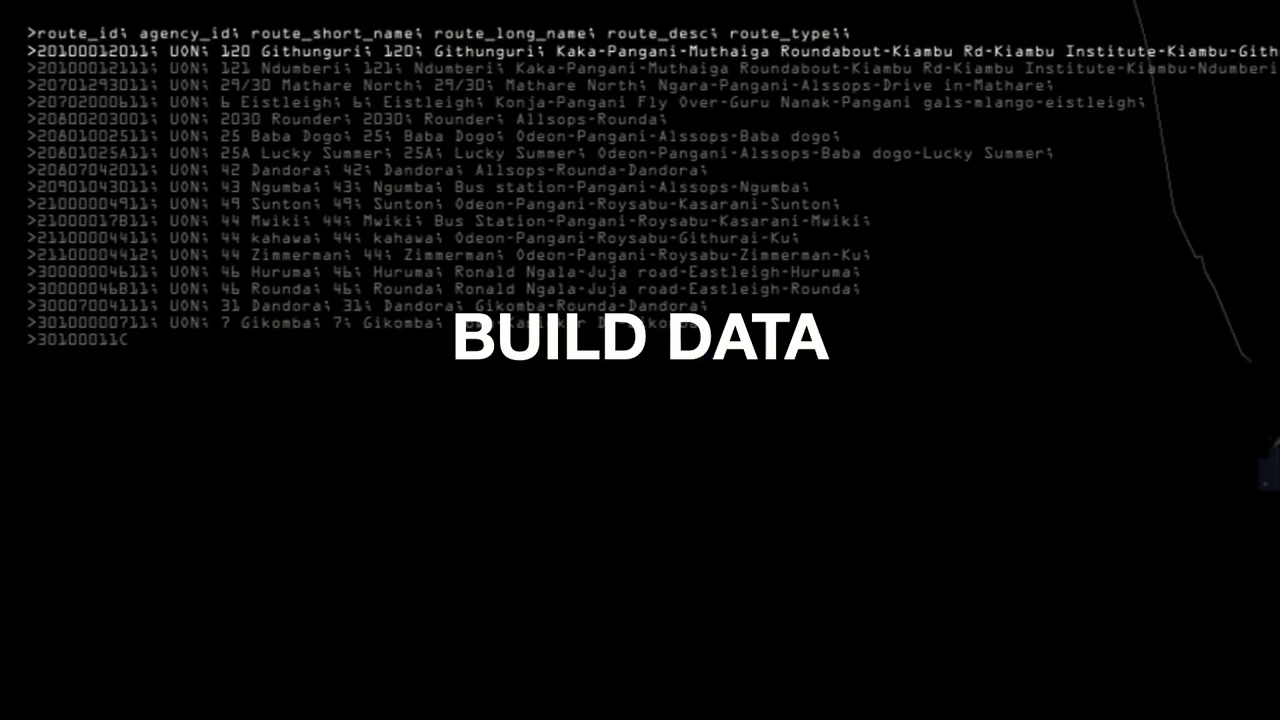 >route_id; agency_id; route_short_name; route_long_name; route_desc; route_type;;
>20100012011; UON; 120 Githunguri; 120; Githunguri; Kaka-Pangani-Muthaiga Roundabout-Kiambu Rd-Kiambu Institute-Kiambu-Gith
>20100012111; UON; 121 Ndumberi; 121; Ndumberi; Kaka-Pangani-Muthaiga Roundabout-Kiambu Rd-Kiambu Institute-Kiambu-Ndumberi
>20701293011; UON; 29/30 Mathare North; 29/30; Mathare North; Ngara-Pangani-Alssops-Drive in-Mathare;
>20702000611; UON; 6 Eistleigh; 6; Eistleigh; Konja-Pangani Fly Over-Guru Nanak-Pangani gals-mlango-eistleigh;
>20800203001; UON; 2030 Rounder; 2030; Rounder; Allsops-Rounda;
>20801002511; UON; 25 Baba Dogo; 25; Baba Dogo; Odeon-Pangani-Alssops-Baba dogo;
>20801025A11; UON; 25A Lucky Summer; 25A; Lucky Summer; Odeon-Pangani-Alssops-Baba dogo-Lucky Summer;
>20807042011; UON; 42 Dandora; 42; Dandora; Allsops-Rounda-Dandora;
>20901043011; UON; 43 Ngumba; 43; Ngumba; Bus station-Pangani-Alssops-Ngumba;
>21000004911; UON; 49 Sunton; 49; Sunton; Odeon-Pangani-Roysabu-Kasarani-Sunton;
>21000017B11; UON; 44 Mwiki; 44; Mwiki; Bus Station-Pangani-Roysabu-Kasarani-Mwiki;
>21100004411; UON; 44 kahawa; 44; kahawa; Odeon-Pangani-Roysabu-Githurai-Ku;
>21100004412; UON; 44 Zimmerman; 44; Zimmerman; Odeon-Pangani-Roysabu-Zimmerman-Ku;
>30000004611; UON; 46 Huruma; 46; Huruma; Ronald Ngala-Juja road-Eastleigh-Huruma;
>30000046B11; UON; 46 Rounda; 46; Rounda; Ronald Ngala-Juja road-Eastleigh-Rounda;
>30007004111; UON; 31 Dandora; 31; Dandora; Gikomba-Rounda-Dandora;
>30100000711; UON; 7 Gikomba; 7; Gikomba;
>30100011C
BUILD DATA